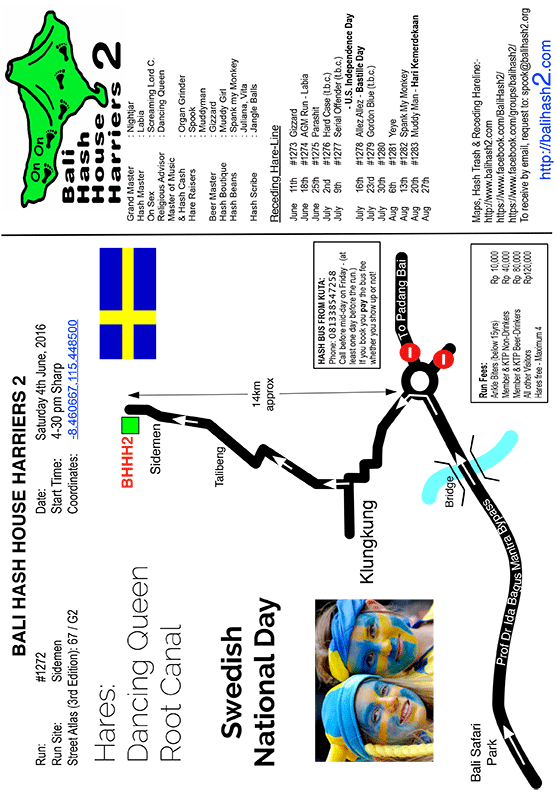 BALI HASH HOUSE HARRIERS 2
Run: #1272
Run Site: Sidemen
Street Atlas (3rd Edition): 67 / G2
Date: Saturday 4th June, 2016
Start Time: 4-30 pm Sharp
Coordinates: -8.460667,115.448500
Hares:
Dancing Queen
Root Canal
Swedish
National Day
BHHH2
Sidemen
Talibeng
14km
approx
Klungkung
Bridge
Prof Dr Ida Bagus Mantra Bypass
Bali Safari
Park
To Padang Bai
HASH BUS FROM KUTA:
Phone: 081338547258
Call before mid-day on Friday - (at
least one day before the run.)
If you book you pay the bus fee
whether you show up or not!
Run Fees:
Ankle Biters (below 15yrs) Rp 10,000
Member & KTP Non-Drinkers Rp 40,000
Member & KTP Beer-Drinkers Rp 80,000
All other Visitors Rp120,000
Hares free - Maximum 4
On On
Bali
Hash
House
Harriers 2
Grand Master : Nightjar
Hash Master : Labia
On Sex : Screaming Lord C.
Religious Advisor : Dancing Queen
Master of Music
& Hash Cash : Organ Grinder
Hare Raisers : Spook
: Muddyman
Beer Master : Gizzard
Hash Boutique : Muddy Girl
Hash Beans : Spank my Monkey
: Juliana, Vita
Hash Scribe : Jangle Balls
Receding Hare-Line
June 11th #1273 Gizzard
June 18th #1274 AGM Run - Labia
June 25th #1275 Parashit
July 2nd #1276 Hard Case (t.b.c.)
July 9th #1277 Serial Offender (t.b.c.)
- U.S. Independence Day
July 16th #1278 Allez Allez - Bastille Day
July 23rd #1279 Gordon Blue (t.b.c.)
July 30th #1280
Aug 6th #1281 Yeye
Aug 13th #1282 Spank My Monkey
Aug 20th #1283 Muddy Man - Hari Kemerdekaan
Aug 27th
Maps, Hash Trash & Receding Hareline:-
http://www.balihash2.com
https://www.facebook.com/BaliHash2/
https://www.facebook.com/groups/balihash2/
To receive by email, request to: spook@balihash2.org
http://balihash2.com